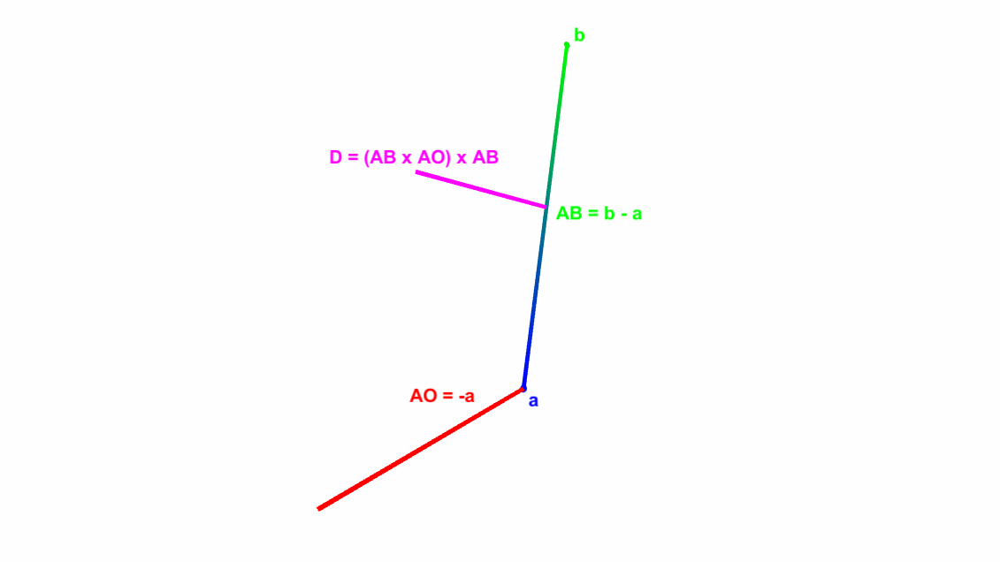 b
D = (AB x AO) x AB
AB = b - a
AO = -a
a